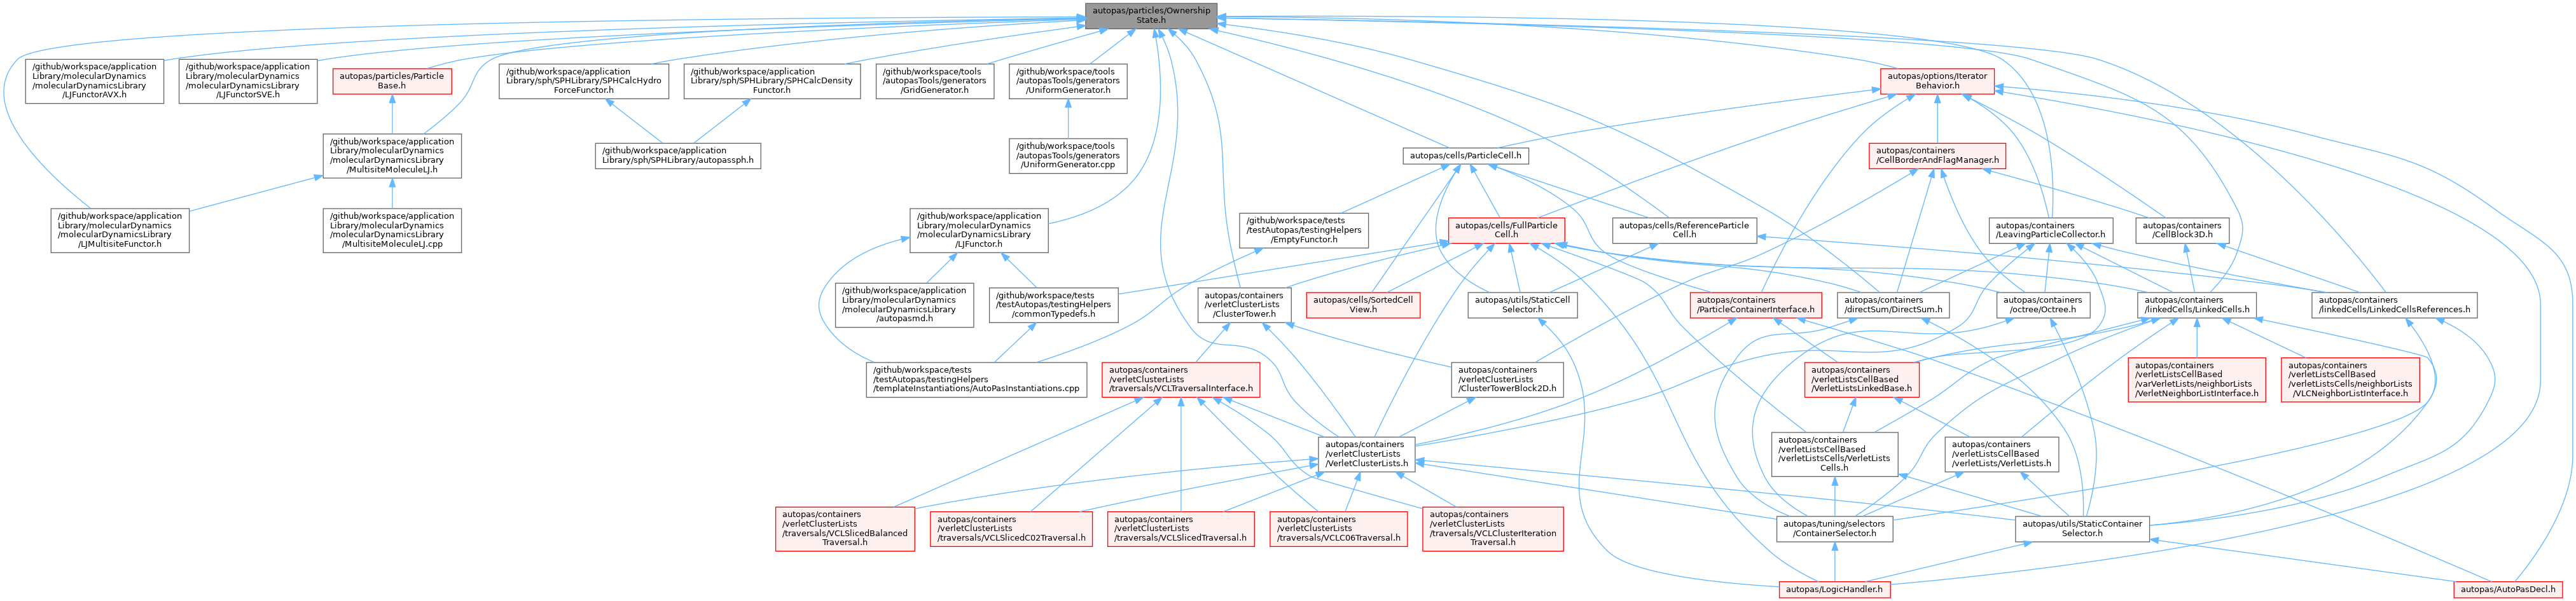 autopas/particles/Ownership
State.h
/github/workspace/application
Library/molecularDynamics
/molecularDynamicsLibrary
/LJFunctorAVX.h
/github/workspace/application
Library/molecularDynamics
/molecularDynamicsLibrary
/LJFunctorSVE.h
autopas/particles/Particle
Base.h
/github/workspace/application
Library/sph/SPHLibrary/SPHCalcHydro
ForceFunctor.h
/github/workspace/application
Library/sph/SPHLibrary/SPHCalcDensity
Functor.h
/github/workspace/tools
/autopasTools/generators
/GridGenerator.h
/github/workspace/tools
/autopasTools/generators
/UniformGenerator.h
autopas/options/Iterator
Behavior.h
/github/workspace/application
Library/molecularDynamics
/molecularDynamicsLibrary
/MultisiteMoleculeLJ.h
/github/workspace/application
Library/sph/SPHLibrary/autopassph.h
/github/workspace/tools
/autopasTools/generators
/UniformGenerator.cpp
autopas/cells/ParticleCell.h
autopas/containers
/CellBorderAndFlagManager.h
/github/workspace/application
Library/molecularDynamics
/molecularDynamicsLibrary
/LJMultisiteFunctor.h
/github/workspace/application
Library/molecularDynamics
/molecularDynamicsLibrary
/MultisiteMoleculeLJ.cpp
/github/workspace/application
Library/molecularDynamics
/molecularDynamicsLibrary
/LJFunctor.h
/github/workspace/tests
/testAutopas/testingHelpers
/EmptyFunctor.h
autopas/cells/FullParticle
Cell.h
autopas/cells/ReferenceParticle
Cell.h
autopas/containers
/LeavingParticleCollector.h
autopas/containers
/CellBlock3D.h
/github/workspace/application
Library/molecularDynamics
/molecularDynamicsLibrary
/autopasmd.h
/github/workspace/tests
/testAutopas/testingHelpers
/commonTypedefs.h
autopas/containers
/verletClusterLists
/ClusterTower.h
autopas/cells/SortedCell
View.h
autopas/utils/StaticCell
Selector.h
autopas/containers
/ParticleContainerInterface.h
autopas/containers
/directSum/DirectSum.h
autopas/containers
/octree/Octree.h
autopas/containers
/linkedCells/LinkedCells.h
autopas/containers
/linkedCells/LinkedCellsReferences.h
/github/workspace/tests
/testAutopas/testingHelpers
/templateInstantiations/AutoPasInstantiations.cpp
autopas/containers
/verletClusterLists
/traversals/VCLTraversalInterface.h
autopas/containers
/verletClusterLists
/ClusterTowerBlock2D.h
autopas/containers
/verletListsCellBased
/VerletListsLinkedBase.h
autopas/containers
/verletListsCellBased
/varVerletLists/neighborLists
/VerletNeighborListInterface.h
autopas/containers
/verletListsCellBased
/verletListsCells/neighborLists
/VLCNeighborListInterface.h
autopas/containers
/verletClusterLists
/VerletClusterLists.h
autopas/containers
/verletListsCellBased
/verletListsCells/VerletLists
Cells.h
autopas/containers
/verletListsCellBased
/verletLists/VerletLists.h
autopas/containers
/verletClusterLists
/traversals/VCLSlicedBalanced
Traversal.h
autopas/containers
/verletClusterLists
/traversals/VCLSlicedC02Traversal.h
autopas/containers
/verletClusterLists
/traversals/VCLSlicedTraversal.h
autopas/containers
/verletClusterLists
/traversals/VCLC06Traversal.h
autopas/containers
/verletClusterLists
/traversals/VCLClusterIteration
Traversal.h
autopas/tuning/selectors
/ContainerSelector.h
autopas/utils/StaticContainer
Selector.h
autopas/LogicHandler.h
autopas/AutoPasDecl.h